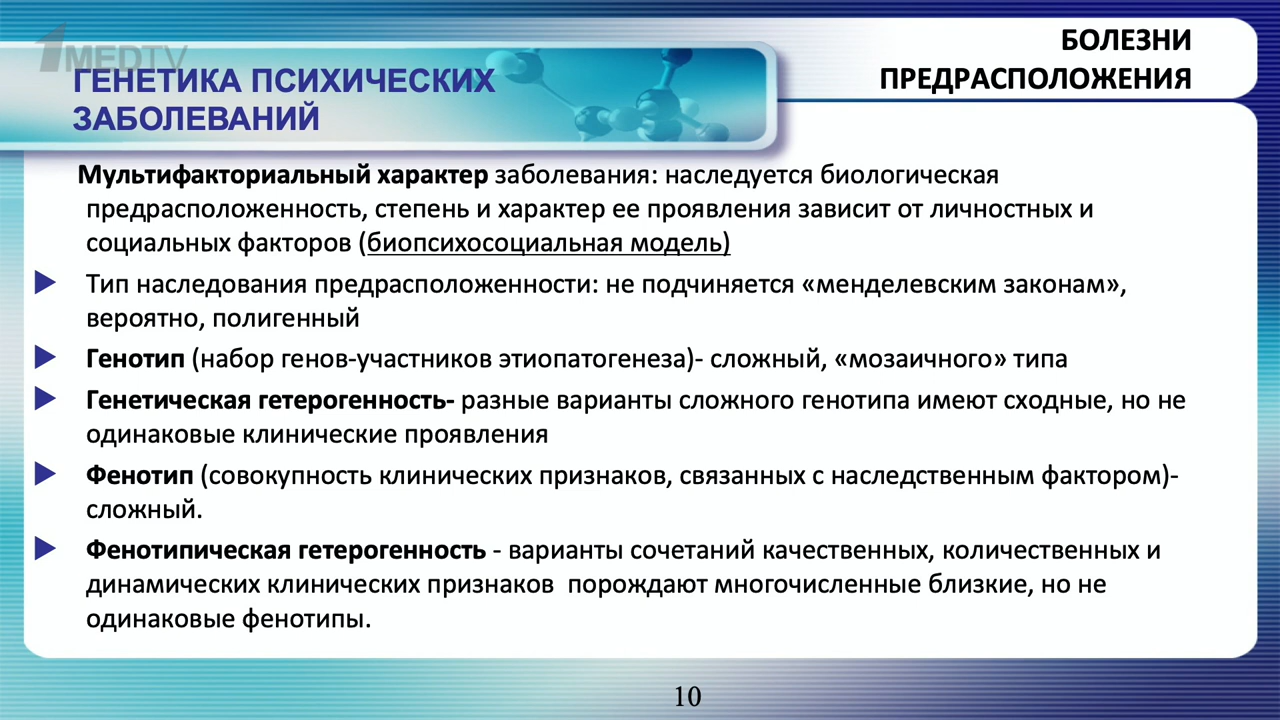 1MEDTV
ГЕНЕТИКА ПСИХИЧЕСКИХ
ЗАБОЛЕВАНИЙ
БОЛЕЗНИ
ПРЕДРАСПОЛОЖЕНИЯ
Мультифакториальный характер заболевания: наследуется биологическая
предрасположенность, степень и характер ее проявления зависит от личностных и
социальных факторов (биопсихосоциальная модель)
Тип наследования предрасположенности: не подчиняется «менделевским законам»,
вероятно, полигенный
Генотип (набор генов-участников этиопатогенеза)- сложный, «мозаичного» типа
Генетическая гетерогенность- разные варианты сложного генотипа имеют сходные, но не
одинаковые клинические проявления
Фенотип (совокупность клинических признаков, связанных с наследственным фактором)-
сложный.
Фенотипическая гетерогенность - варианты сочетаний качественных, количественных и
динамических клинических признаков  порождают многочисленные близкие, но не
одинаковые фенотипы.
10